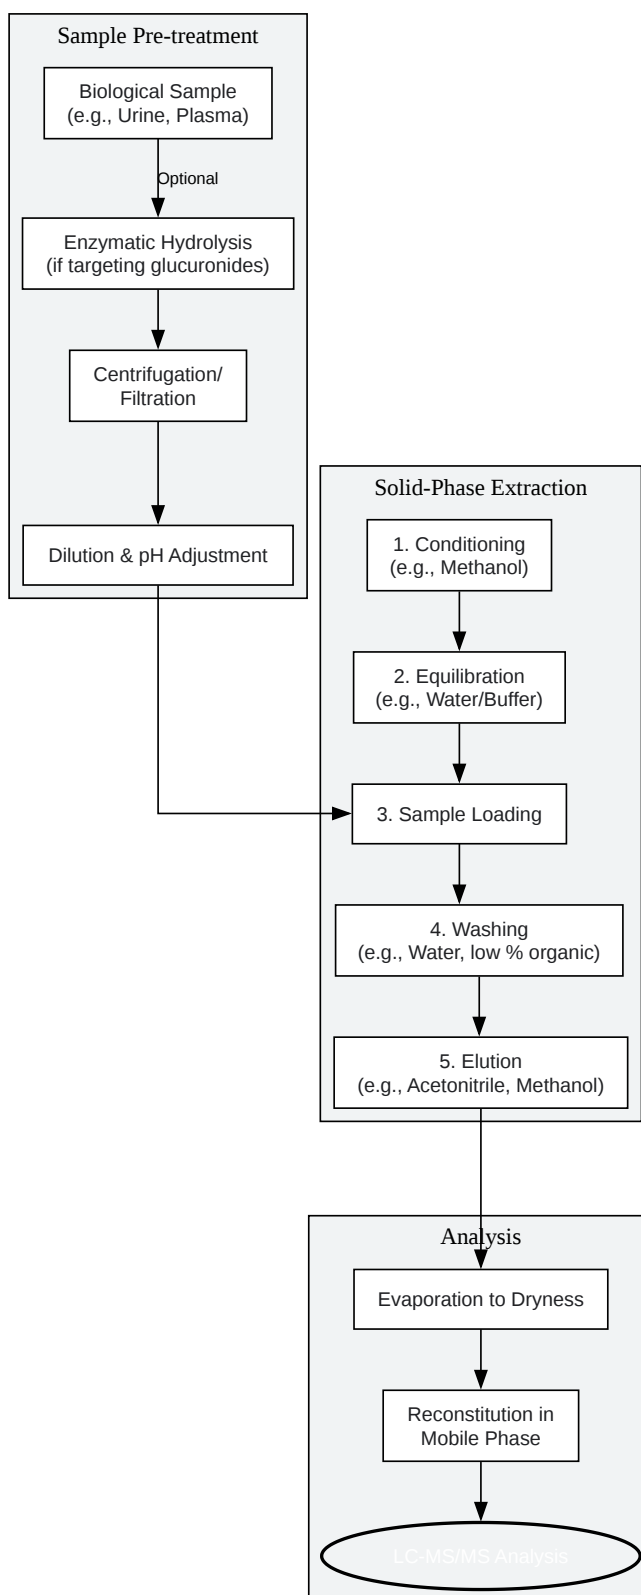 Sample Pre-treatment
Biological Sample
(e.g., Urine, Plasma)
Optional
Enzymatic Hydrolysis
(if targeting glucuronides)
Centrifugation/
Filtration
Dilution & pH Adjustment
Solid-Phase Extraction
1. Conditioning
(e.g., Methanol)
2. Equilibration
(e.g., Water/Buffer)
3. Sample Loading
4. Washing
(e.g., Water, low % organic)
5. Elution
(e.g., Acetonitrile, Methanol)
Analysis
Evaporation to Dryness
Reconstitution in
Mobile Phase
LC-MS/MS Analysis